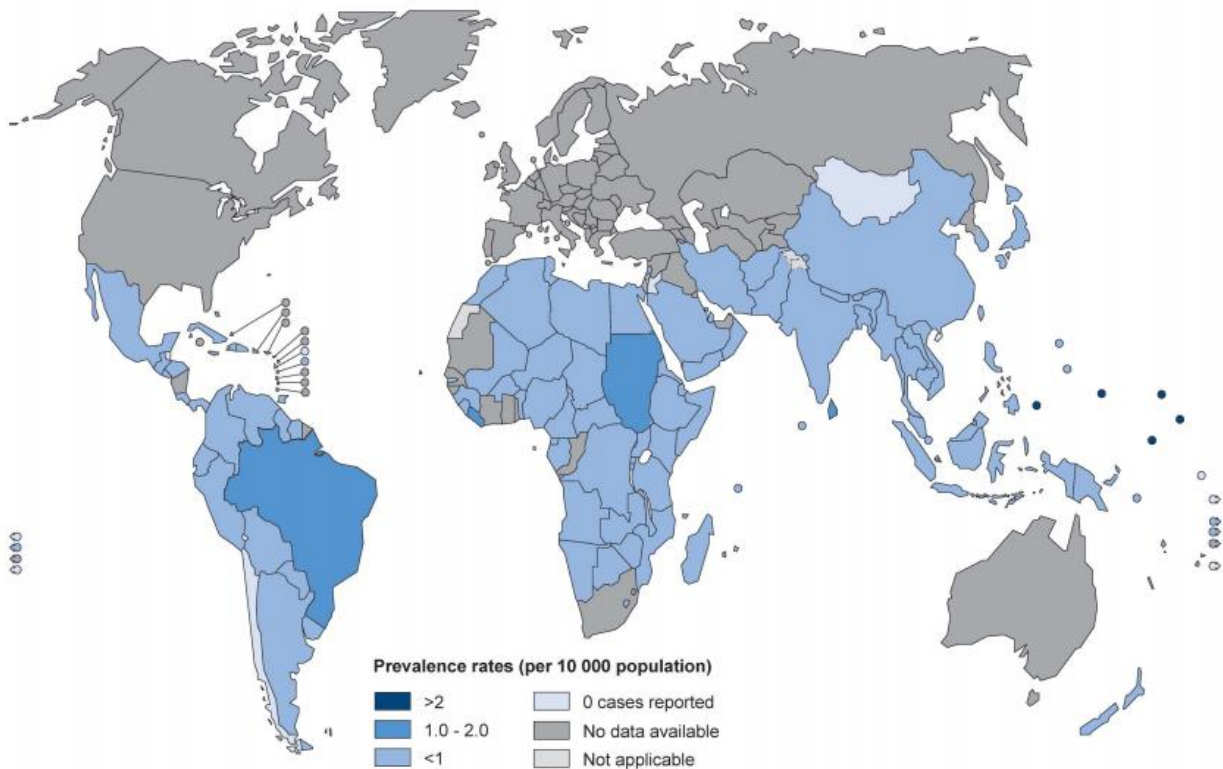 Prevalence rates (per 10 000 population)
>2
1.0 - 2.0
<1
0 cases reported
No data available
Not applicable